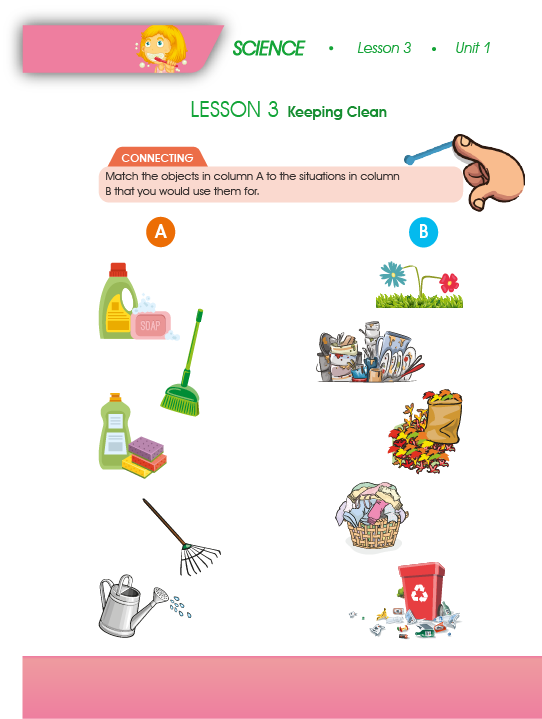 SCIENCE • Lesson 3 • Unit 1
LESSON 3 Keeping Clean
CONNECTING
Match the objects in column A to the situations in column
B that you would use them for.
A
B
SOAP